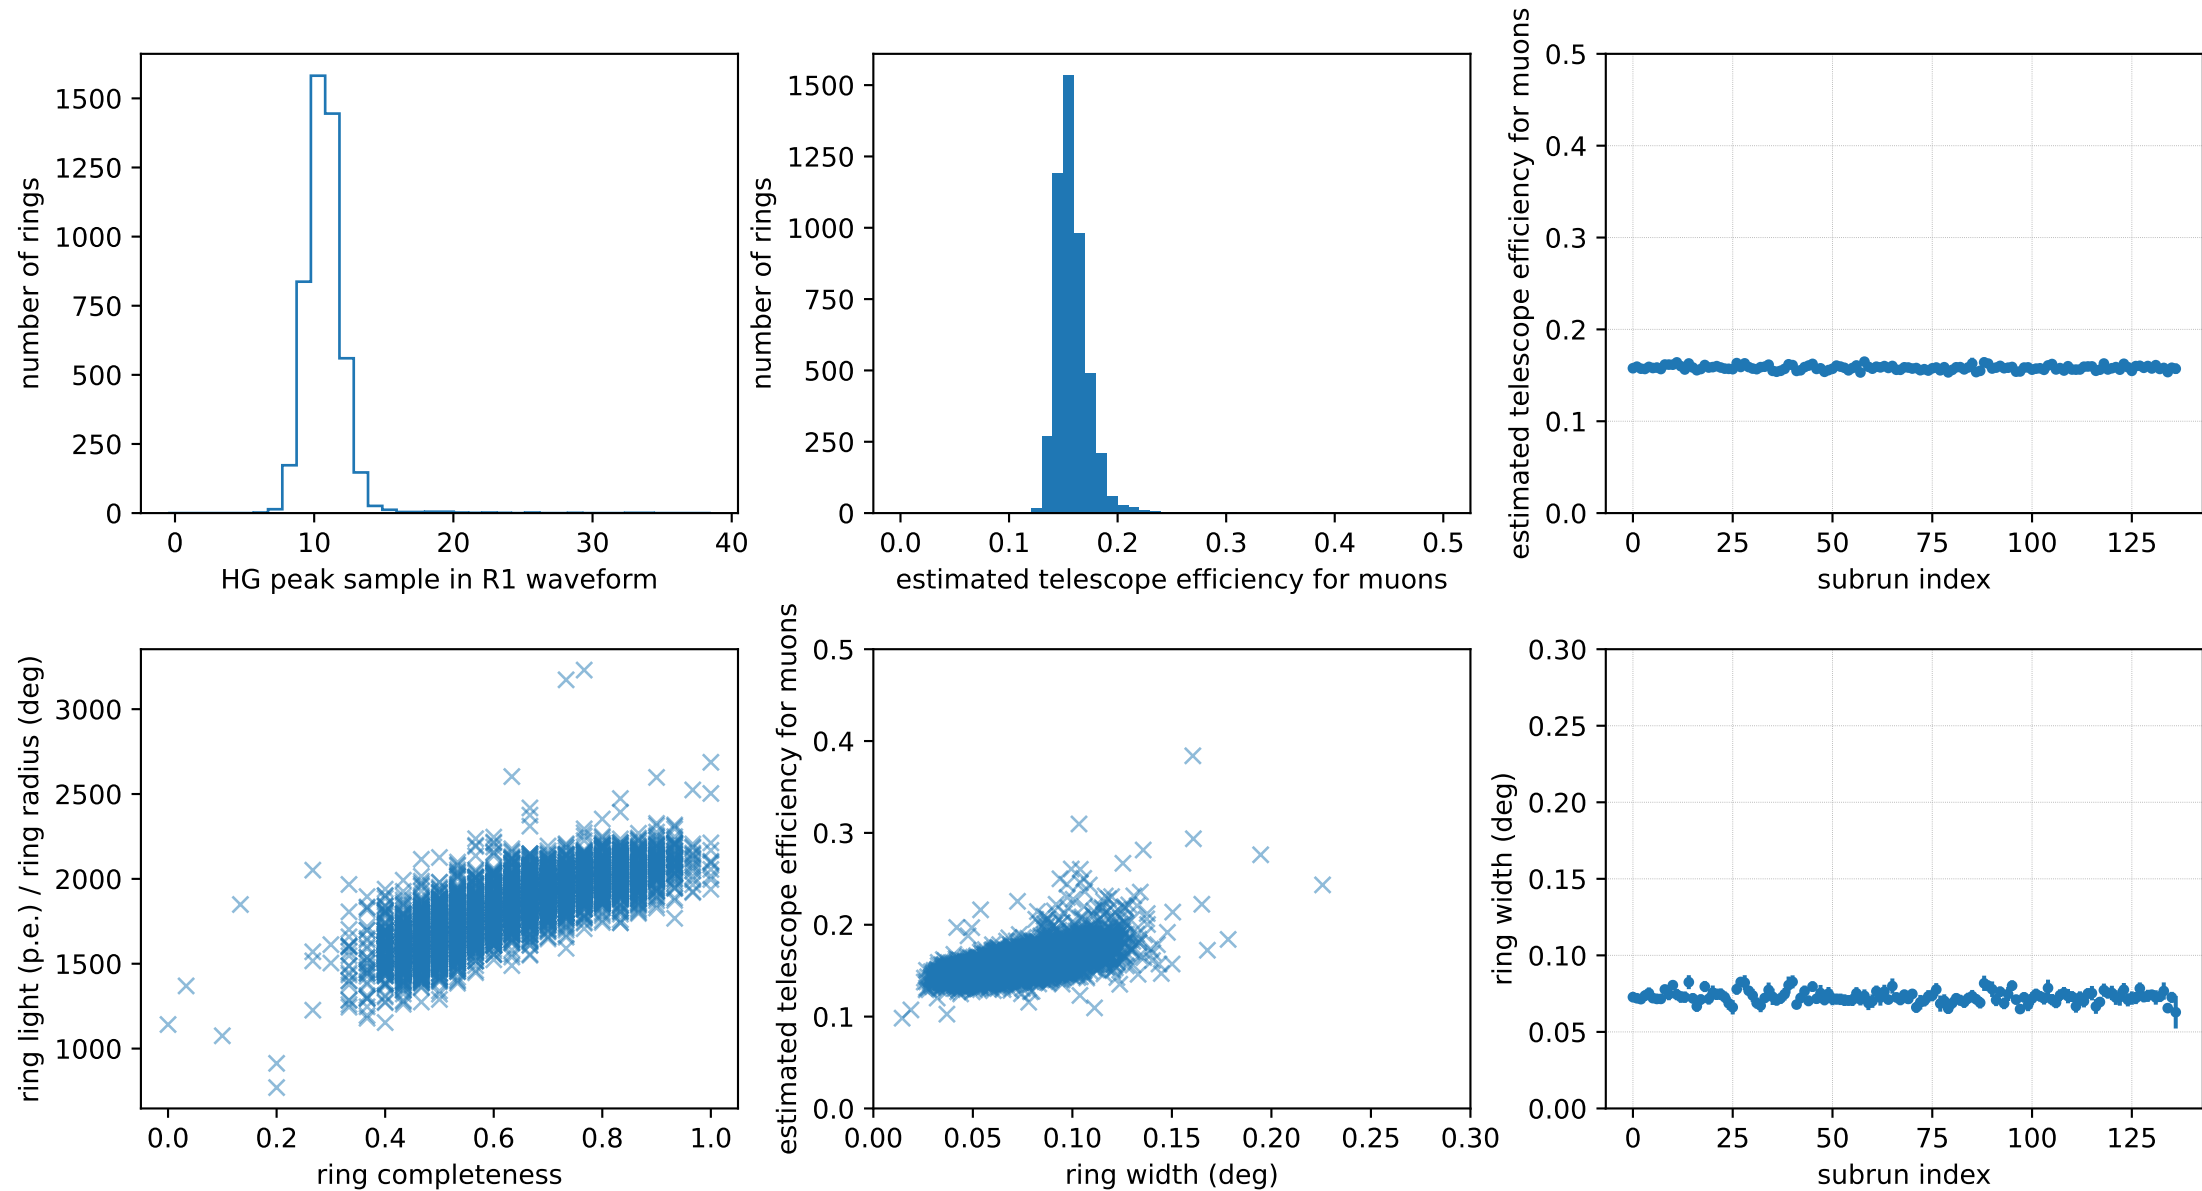 number of rings
1500
1250
1000
750
500
250
0
0 10 20 30 40
HG peak sample in R1 waveform
number of rings
1500
1250
1000
750
500
250
0
0.0 0.1 0.2 0.3 0.4 0.5
estimated telescope efficiency for muons
estimated telescope efficiency for muons
0.5
0.4
0.3
0.2
0.1
0.0
0 25 50 75 100 125
subrun index
ring light (p.e.) / ring radius (deg)
3000
2500
2000
1500
1000
0.0 0.2 0.4 0.6 0.8 1.0
ring completeness
estimated telescope efficiency for muons
0.5
0.4
0.3
0.2
0.1
0.0
0.00 0.05 0.10 0.15 0.20 0.25 0.30
ring width (deg)
ring width (deg)
0.30
0.25
0.20
0.15
0.10
0.05
0.00
0 25 50 75 100 125
subrun index